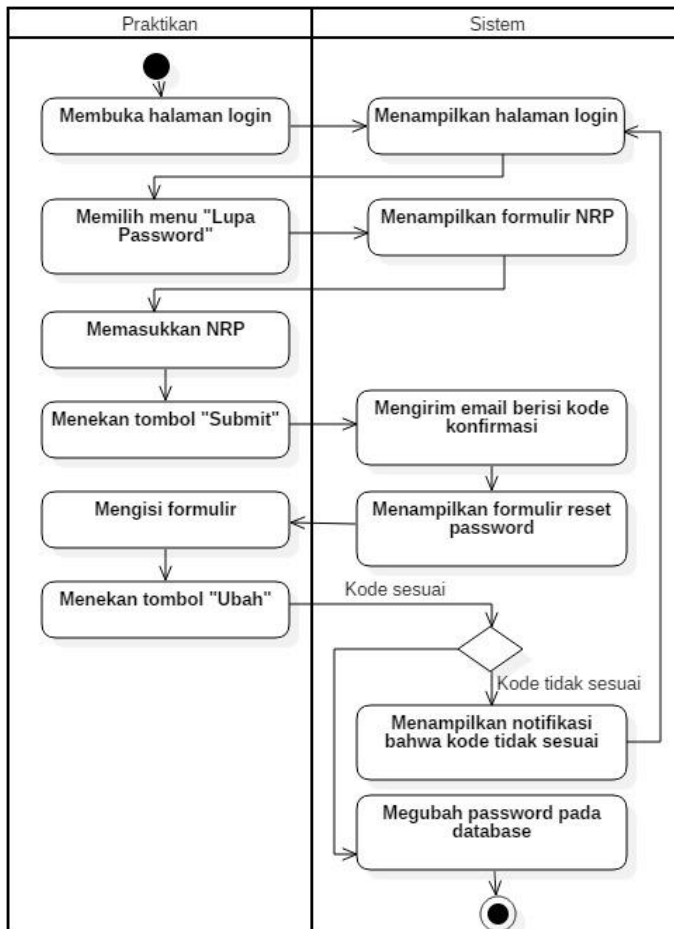 Praktikan
Sistem
Membuka halaman login
Menampilkan halaman login
Memilih menu "Lupa
Password"
Menampilkan formulir NRP
Memasukkan NRP
Menekan tombol "Submit"
Mengirim email berisi kode
konfirmasi
Mengisi formulir
Menampilkan formulir reset
password
Menekan tombol "Ubah"
Kode sesuai
Kode tidak sesuai
Menampilkan notifikasi
bahwa kode tidak sesuai
Megubah password pada
database